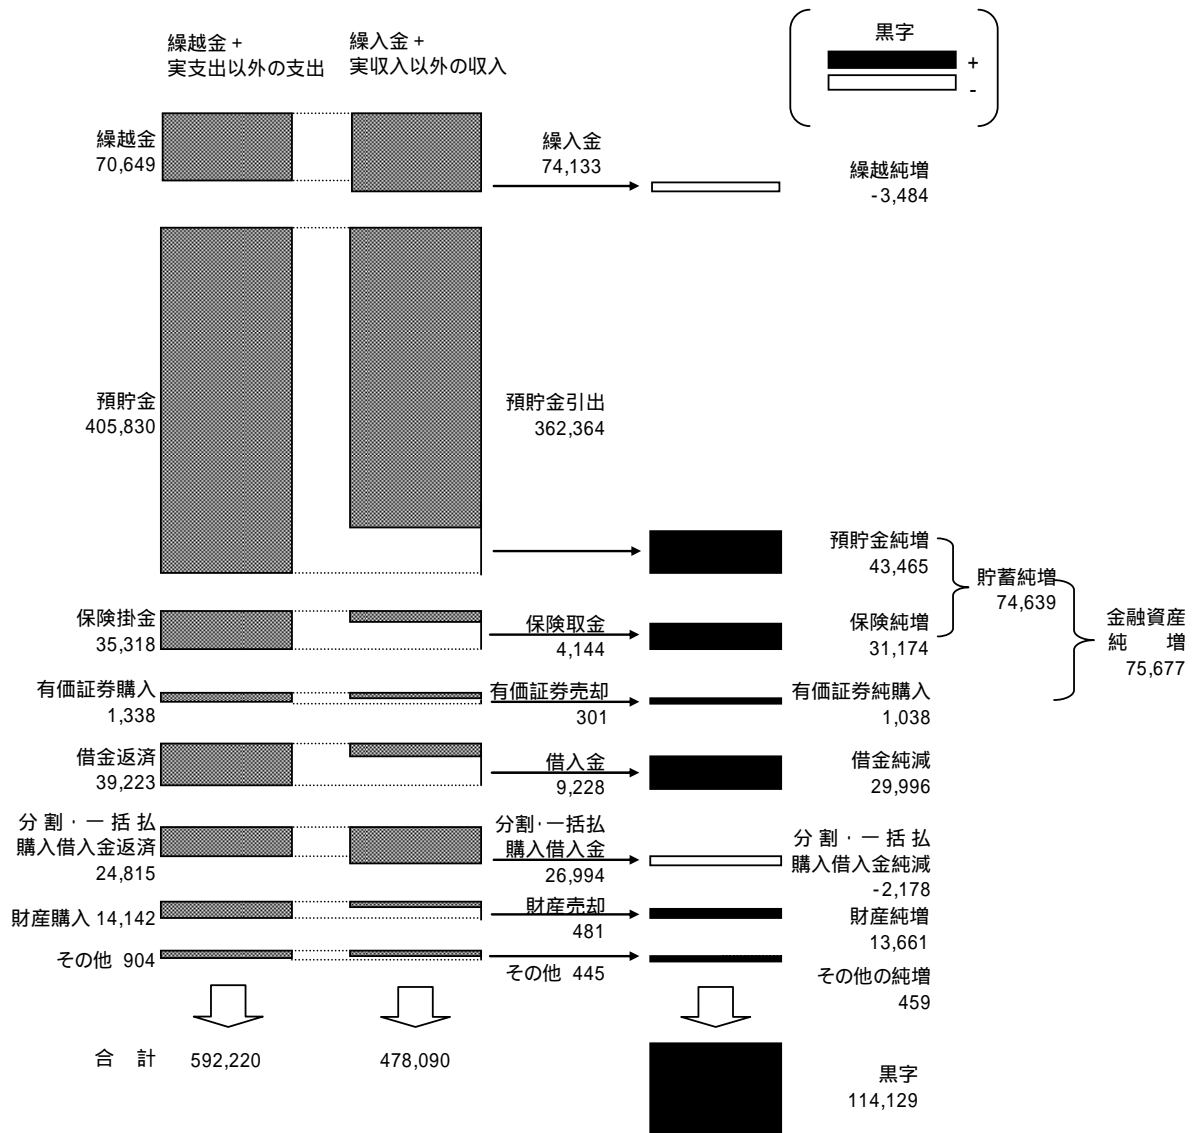 繰越金 +
実支出以外の支出
繰入金 +
実収入以外の収入
黒字
+
-
繰越金
70,649
繰入金
74,133
繰越純増
-3,484
預貯金
405,830
預貯金引出
362,364
預貯金純増
43,465
貯蓄純増
74,639
保険掛金
35,318
保険取金
4,144
保険純増
31,174
金融資産
純 増
75,677
有価証券購入
1,338
有価証券売却
301
有価証券純購入
1,038
借金返済
39,223
借入金
9,228
借金純減
29,996
分割・一括払
購入借入金返済
24,815
分割・一括払
購入借入金
26,994
分割・一括払
購入借入金純減
-2,178
財産購入 14,142
財産売却
481
財産純増
13,661
その他 904
その他 445
その他の純増
459
合 計 592,220 478,090
黒字
114,129